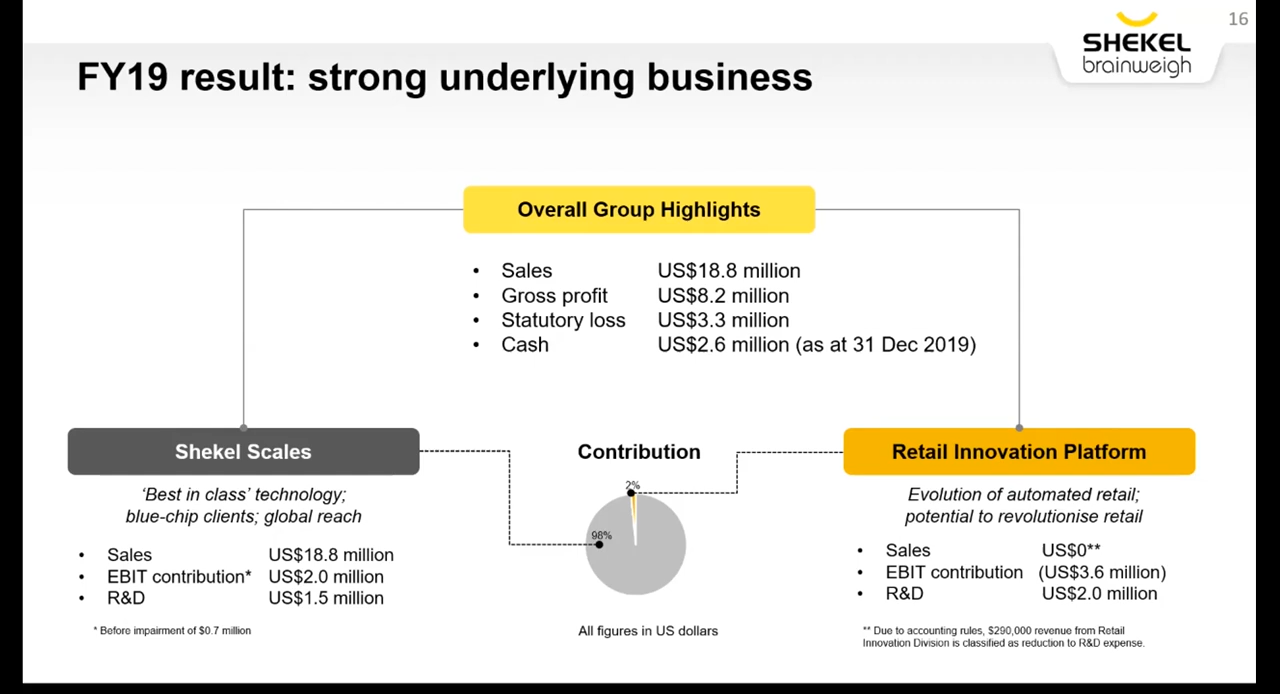 16
SHEKEL
brainweigh
FY19 result: strong underlying business
Overall Group Highlights
• Sales US$18.8 million
• Gross profit US$8.2 million
• Statutory loss US$3.3 million
• Cash US$2.6 million (as at 31 Dec 2019)
Shekel Scales
‘Best in class’ technology;
blue-chip clients; global reach
• Sales US$18.8 million
• EBIT contribution* US$2.0 million
• R&D US$1.5 million
* Before impairment of $0.7 million
Contribution
2%
98%
All figures in US dollars
Retail Innovation Platform
Evolution of automated retail;
potential to revolutionise retail
• Sales US$0**
• EBIT contribution (US$3.6 million)
• R&D US$2.0 million
** Due to accounting rules, $290,000 revenue from Retail
Innovation Division is classified as reduction to R&D expense.